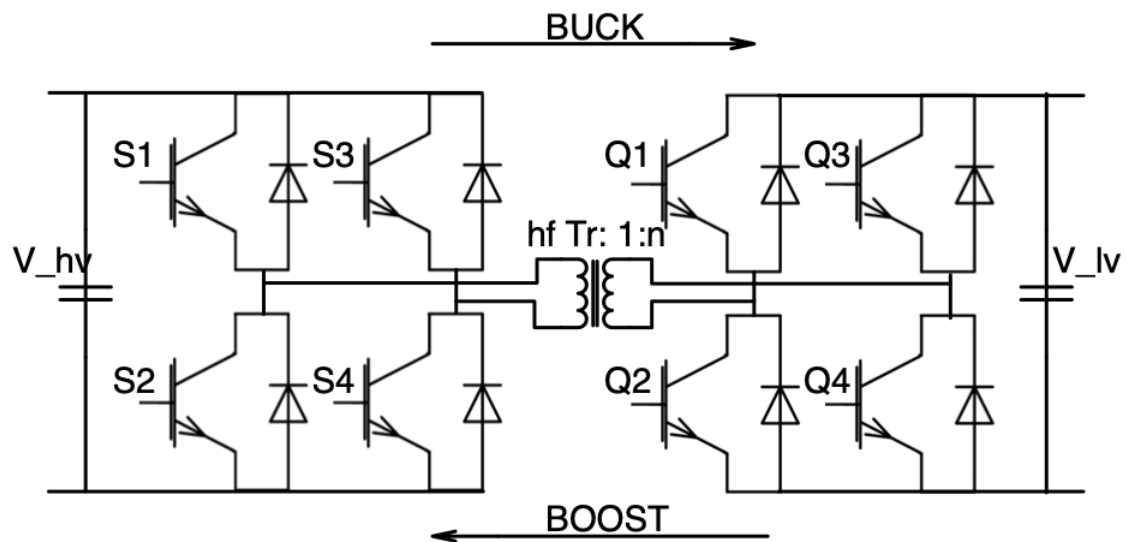 BUCK
S1
S3
Q1
Q3
hf Tr: 1:n
V_hv
V_lv
S2
S4
Q2
Q4
BOOST